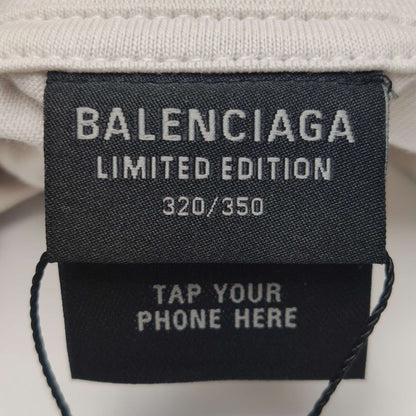 BALENCIAGA
LIMITED EDITION
320/350
TAP YOUR
PHONE HERE